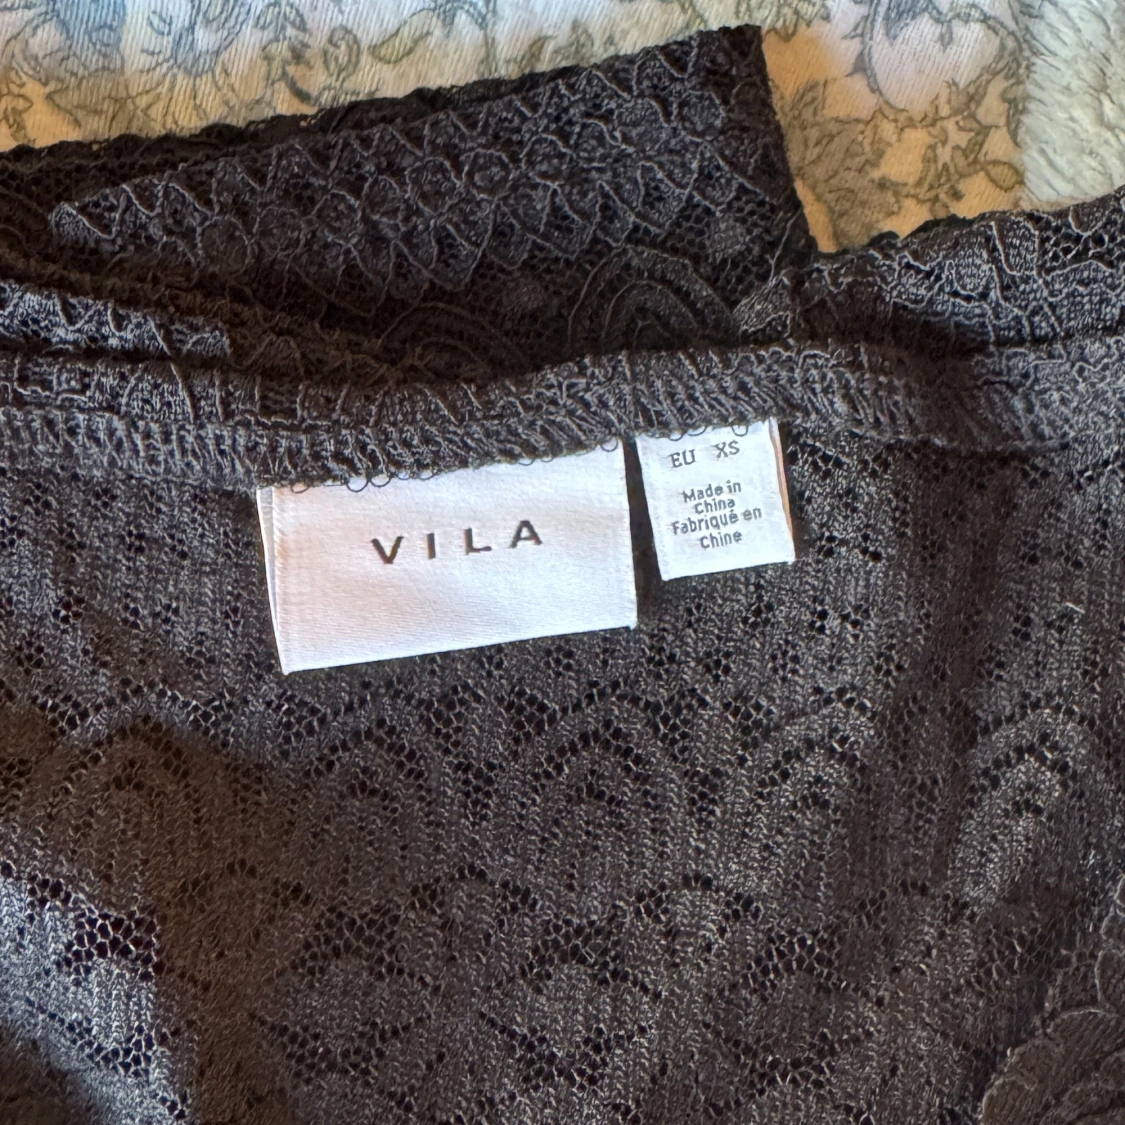 VILA
EU XS
Made in
China
Fabriqué en
Chine